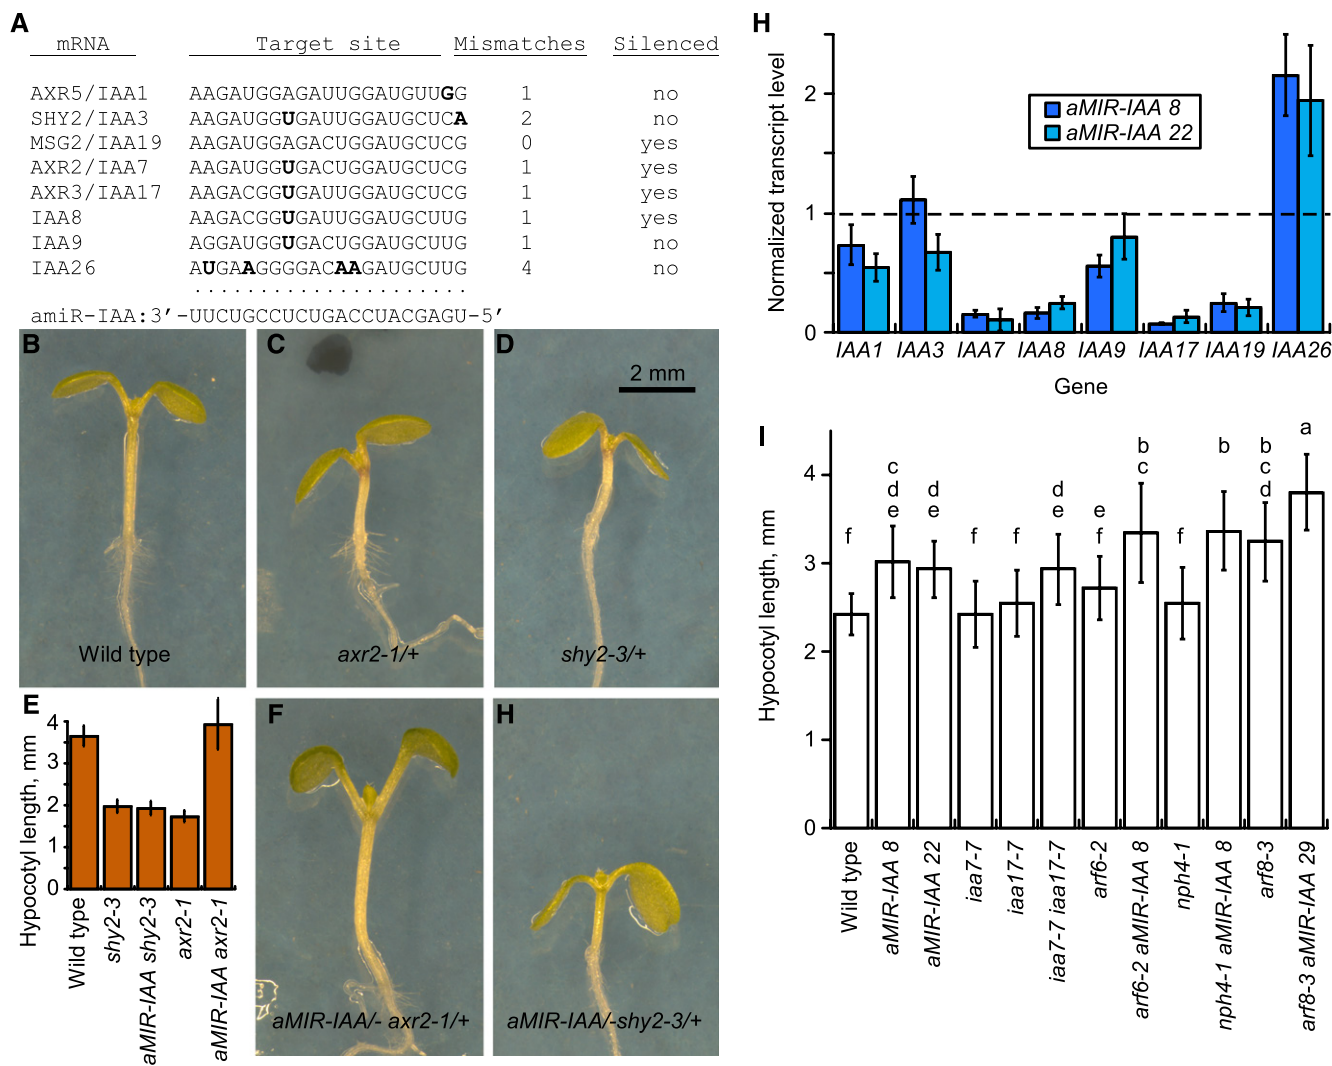 A
mRNA Target site Mismatches Silenced
AXR5/IAA1 AAGAUGGAGAUUGGAUGUUGG 1 no
SHY2/IAA3 AAGAUGGUGAUUGGAUGCUCA 2 no
MSG2/IAA19 AAGAUGGAGACUGGAUGCUCG 0 yes
AXR2/IAA7 AAGAUGGUGACUGGAUGCUCG 1 yes
AXR3/IAA17 AAGACGGUGAUUGGAUGCUCG 1 yes
IAA8 AAGACGGUGAUUGGAUGCUUG 1 yes
IAA9 AGGAUGGUGACUGGAUGCUUG 1 no
IAA26 AUGAAGGGGACAAGAUGCUUG 4 no
.....................
amiR-IAA:3’-UUCUGCCUCUGACCUACGAGU-5’
B
Wild type
C
axr2-1/+
D
2 mm
shy2-3/+
E
Hypocotyl length, mm
4
3
2
1
0
Wild type
shy2-3
aMIR-IAA shy2-3
axr2-1
aMIR-IAA axr2-1
F
aMIR-IAA/- axr2-1/+
H
aMIR-IAA/-shy2-3/+
H
Normalized transcript level
2
1
0
aMIR-IAA 8
aMIR-IAA 22
IAA1 IAA3 IAA7 IAA8 IAA9 IAA17 IAA19 IAA26
Gene
I
Hypocotyl length, mm
4
3
2
1
0
f
c
d
e
d
e
f
f
d
e
e
f
b
c
f
b
b
c
d
a
Wild type
aMIR-IAA 8
aMIR-IAA 22
iaa7-7
iaa17-7
iaa7-7 iaa17-7
arf6-2
arf6-2 aMIR-IAA 8
nph4-1
nph4-1 aMIR-IAA 8
arf8-3
arf8-3 aMIR-IAA 29